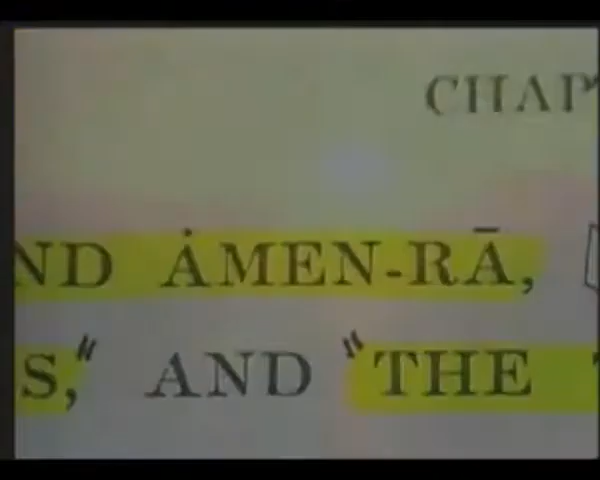 CHAP
ND ȦMEN-RĀ,
S," AND "THE